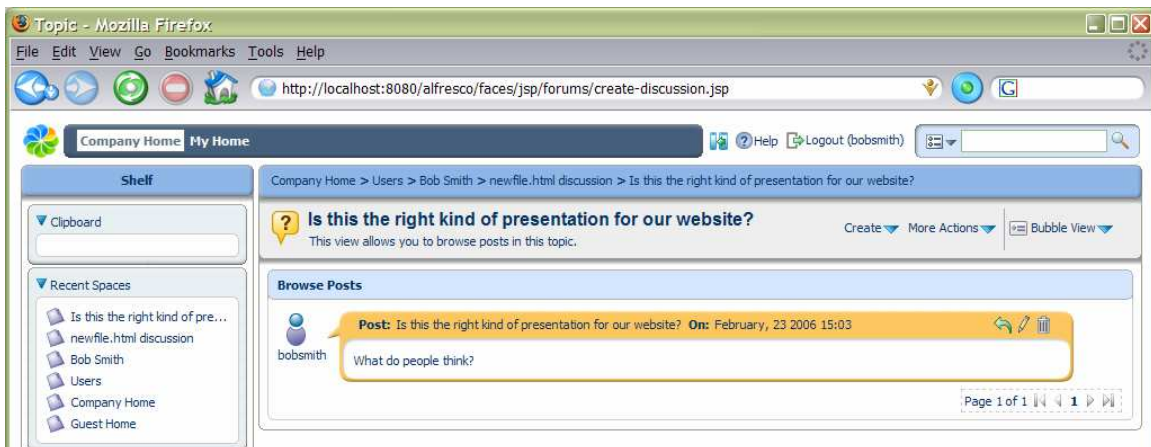 Topic - Mozilla Firefox
File Edit View Go Bookmarks Tools Help
http://localhost:8080/alfresco/faces/jsp/forums/create-discussion.jsp
G
Company Home My Home
Help Logout (bobsmith)
Shelf
Company Home > Users > Bob Smith > newfile.html discussion > Is this the right kind of presentation for our website?
Clipboard
Is this the right kind of presentation for our website?
This view allows you to browse posts in this topic.
Create More Actions Bubble View
Recent Spaces
Is this the right kind of pre...
newfile.html discussion
Bob Smith
Users
Company Home
Guest Home
Browse Posts
Post: Is this the right kind of presentation for our website? On: February, 23 2006 15:03
bobsmith
What do people think?
Page 1 of 1 1